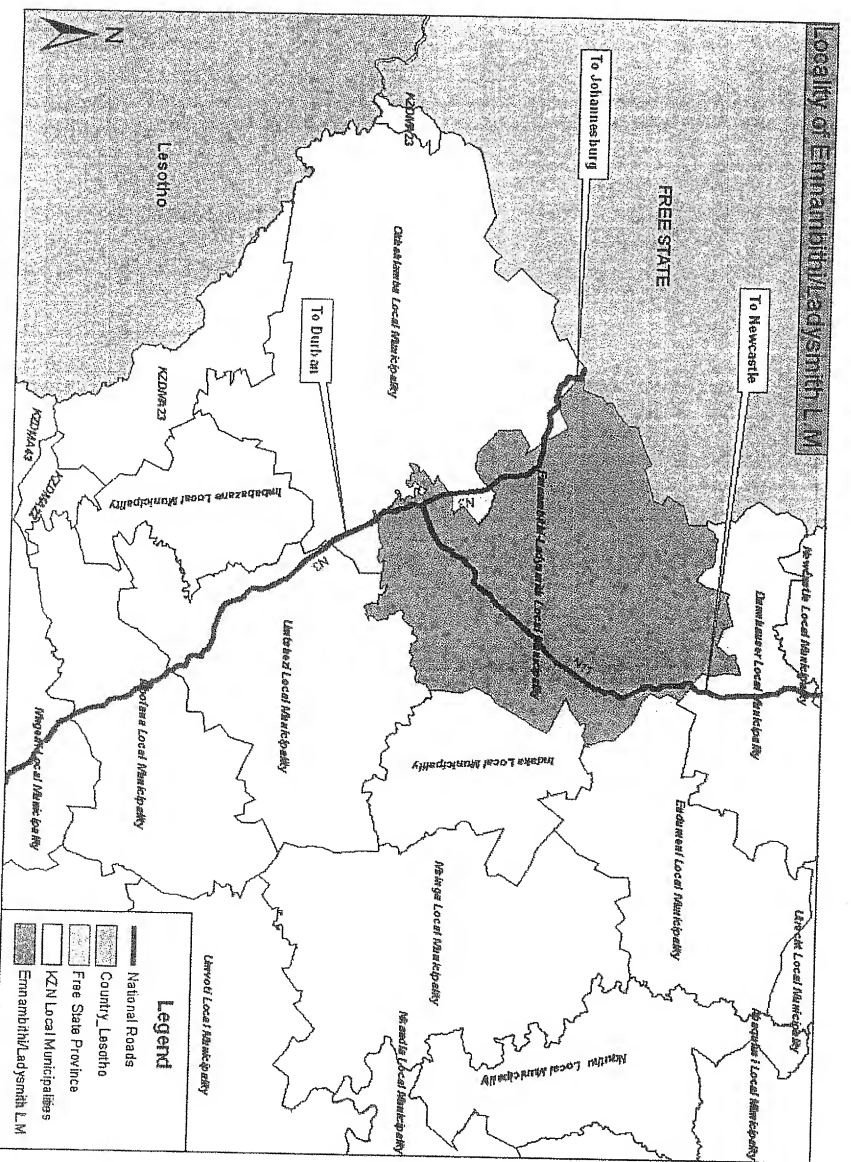 Locality of Emnambithi/Ladysmith L.M
To Newcastle
To Johannesburg
FREE STATE
Newcastle Local Municipality
Dannhauser Local Municipality
Utrecht Local Municipality
Abaqulusi Local Municipality
Endumeni Local Municipality
Emnambithi-Ladysmith Local Municipality
N11
N3
Nquthu Local Municipality
Indaka Local Municipality
Msinga Local Municipality
Nkandla Local Municipality
KZDMA23
Okhahlamba Local Municipality
To Durban
N3
Umtshezi Local Municipality
Lesotho
KZDMA23
Imbabazane Local Municipality
Mpofana Local Municipality
Umvoti Local Municipality
KZDMA43
KZDMA22
Mngeni Local Municipality
N
Legend
National Roads
Country_Lesotho
Free State Province
KZN Local Municipalities
Emnambithi/Ladysmith L.M